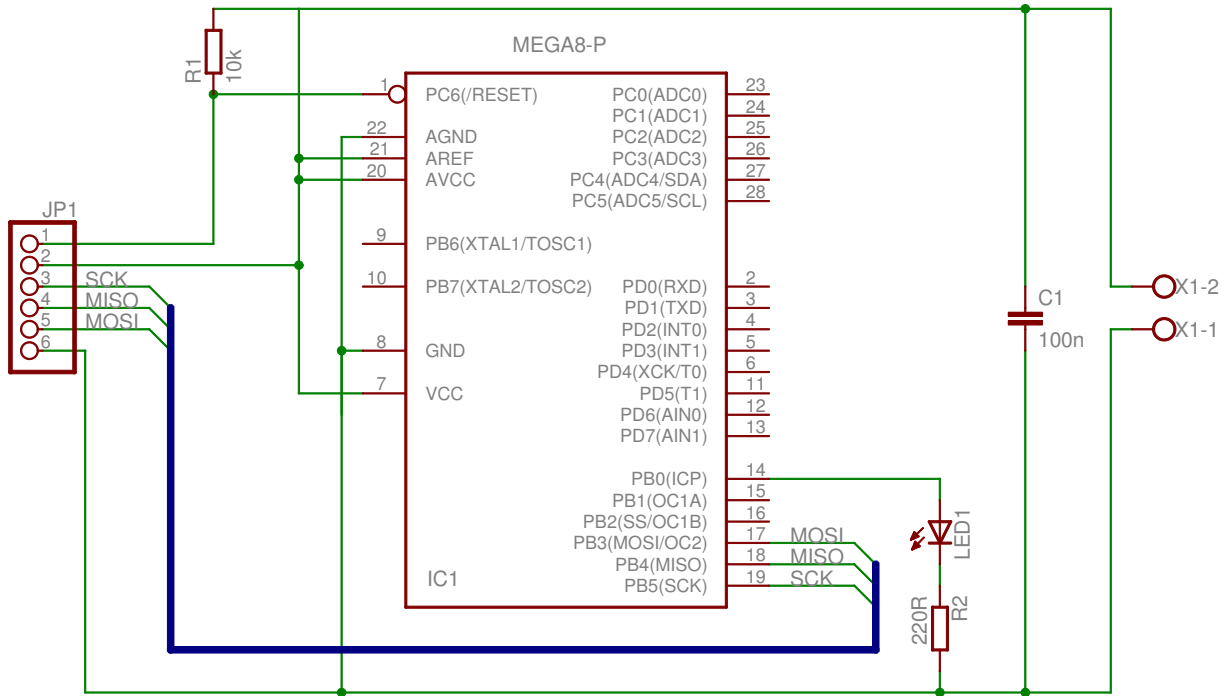 MEGA8-P
R1
10k
1 PC6(/RESET)
22 AGND
21 AREF
20 AVCC
9 PB6(XTAL1/TOSC1)
10 PB7(XTAL2/TOSC2)
8 GND
7 VCC
IC1
PC0(ADC0) 23
PC1(ADC1) 24
PC2(ADC2) 25
PC3(ADC3) 26
PC4(ADC4/SDA) 27
PC5(ADC5/SCL) 28
PD0(RXD) 2
PD1(TXD) 3
PD2(INT0) 4
PD3(INT1) 5
PD4(XCK/T0) 6
PD5(T1) 11
PD6(AIN0) 12
PD7(AIN1) 13
PB0(ICP) 14
PB1(OC1A) 15
PB2(SS/OC1B) 16
PB3(MOSI/OC2) 17 MOSI
PB4(MISO) 18 MISO
PB5(SCK) 19 SCK
JP1
1
2
3 SCK
4 MISO
5 MOSI
6
LED1
220R
R2
C1
100n
X1-2
X1-1